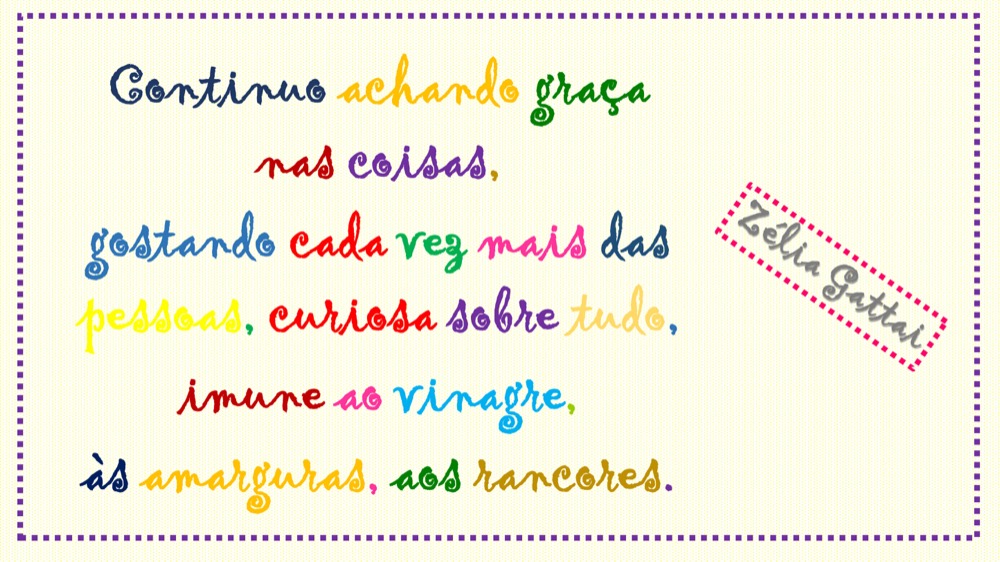 Continuo achando graça
nas coisas,
gostando cada vez mais das
pessoas, curiosa sobre tudo,
imune ao vinagre,
às amarguras, aos rancores.
Zélia Gattai